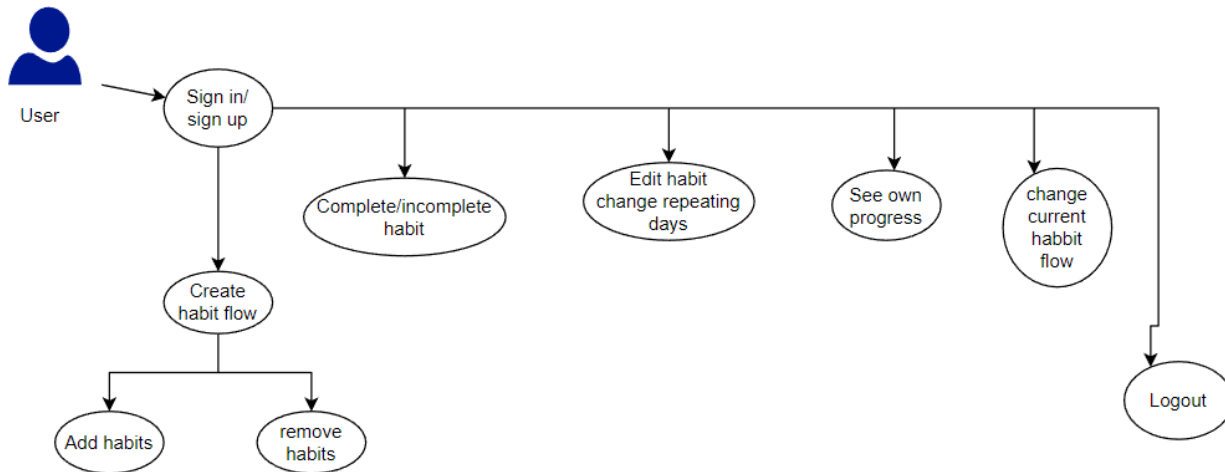 User
Sign in/
sign up
Complete/incomplete
habit
Edit habit
change repeating
days
See own
progress
change
current
habbit
flow
Create
habit flow
Add habits
remove
habits
Logout